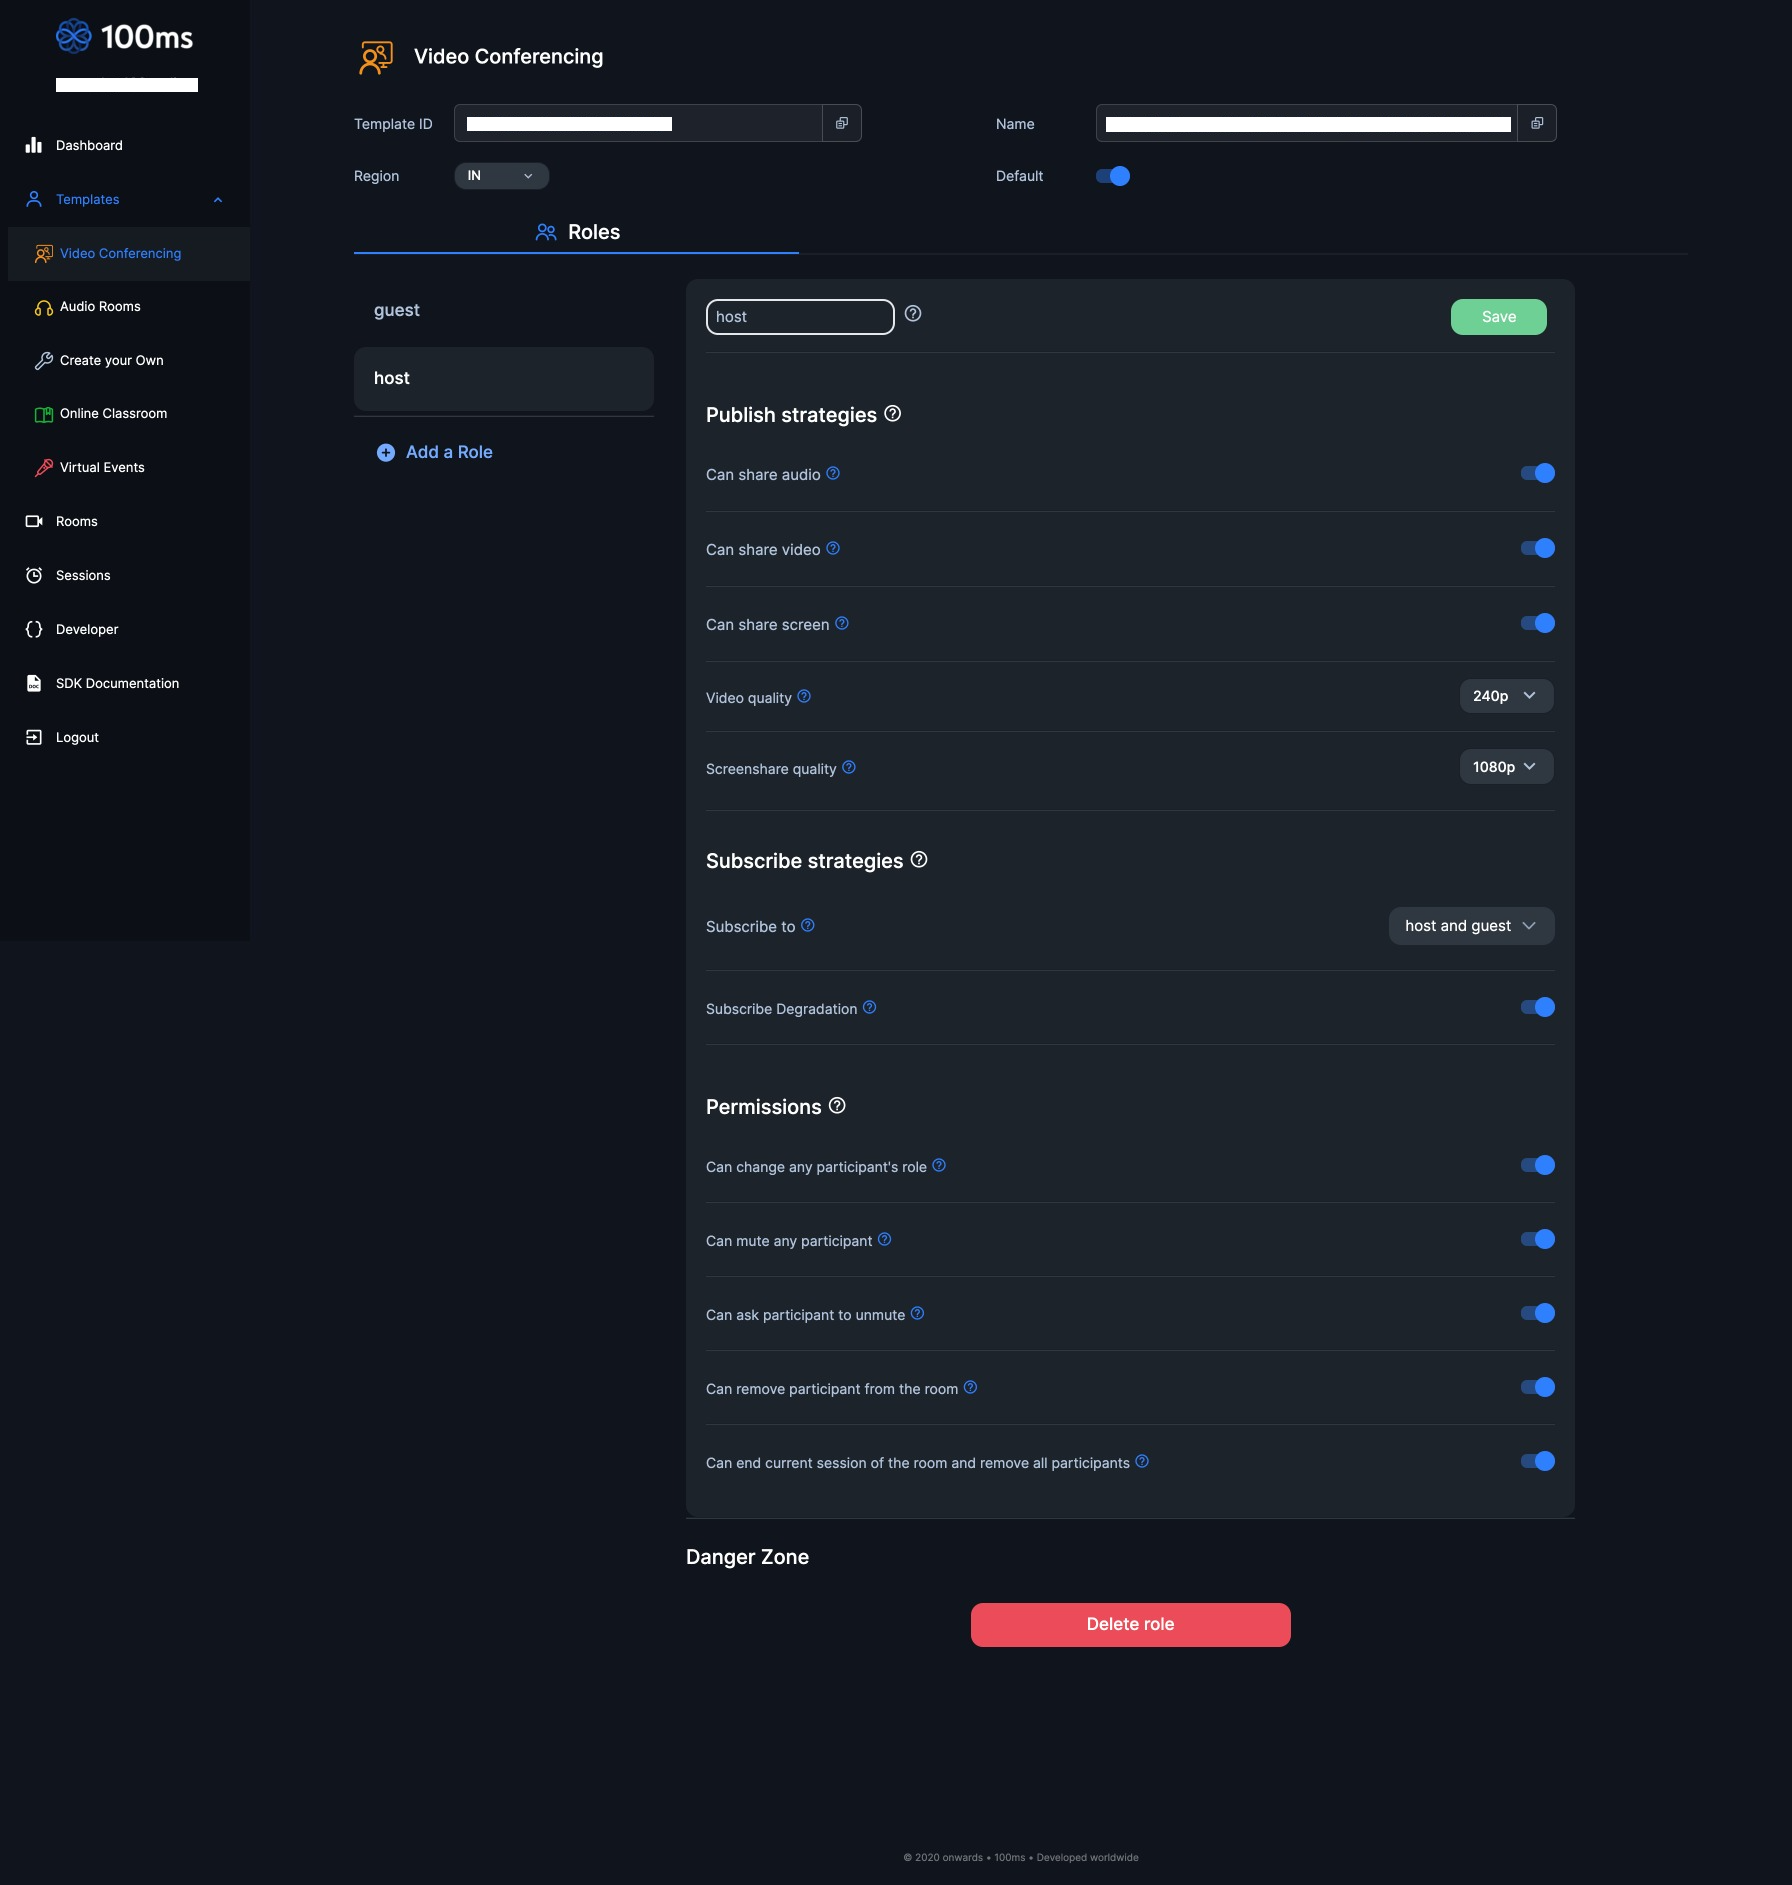 100ms
Dashboard
Templates
Video Conferencing
Audio Rooms
Create your Own
Online Classroom
Virtual Events
Rooms
Sessions
Developer
SDK Documentation
Logout
Video Conferencing
Template ID
Name
Region
IN
Default
Roles
guest
host
Add a Role
host
Save
Publish strategies
Can share audio
Can share video
Can share screen
Video quality
240p
Screenshare quality
1080p
Subscribe strategies
Subscribe to
host and guest
Subscribe Degradation
Permissions
Can change any participant's role
Can mute any participant
Can ask participant to unmute
Can remove participant from the room
Can end current session of the room and remove all participants
Danger Zone
Delete role
© 2020 onwards • 100ms • Developed worldwide